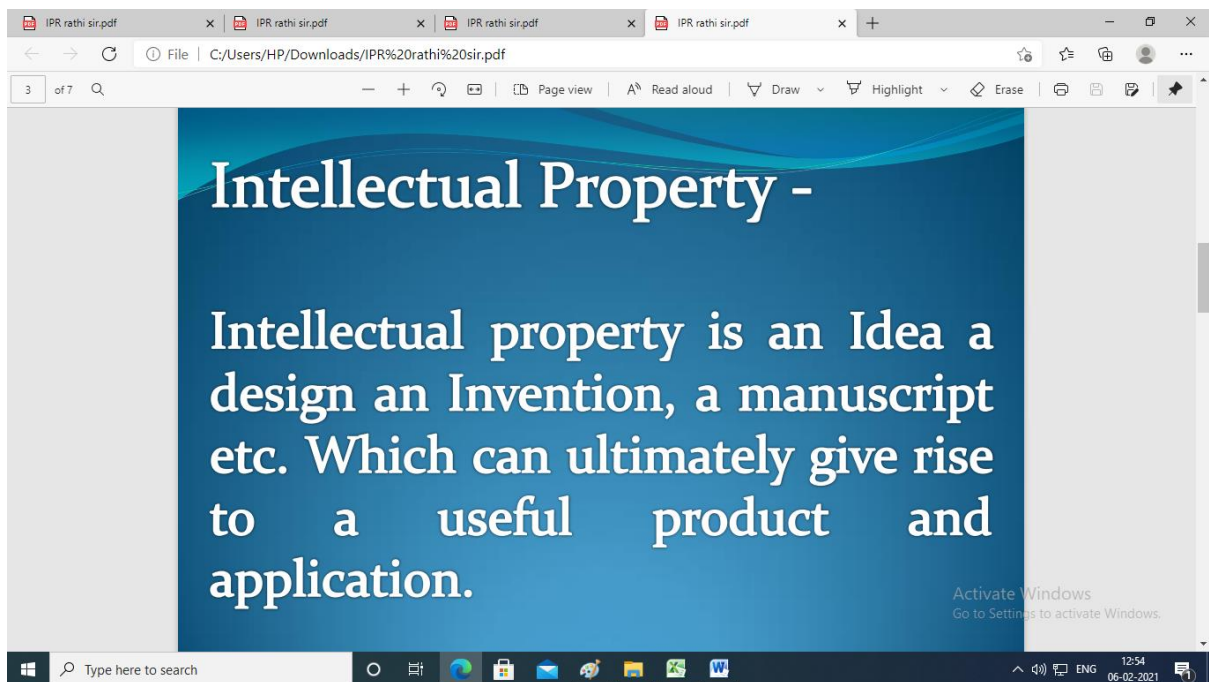 IPR rathi sir.pdf
IPR rathi sir.pdf
IPR rathi sir.pdf
IPR rathi sir.pdf
File | C:/Users/HP/Downloads/IPR%20rathi%20sir.pdf
3 of 7 Page view Read aloud Draw Highlight Erase
Intellectual Property -
Intellectual property is an Idea a
design an Invention, a manuscript
etc. Which can ultimately give rise
to a useful product and
application.
Activate Windows
Go to Settings to activate Windows.
Type here to search
ENG
12:54
06-02-2021